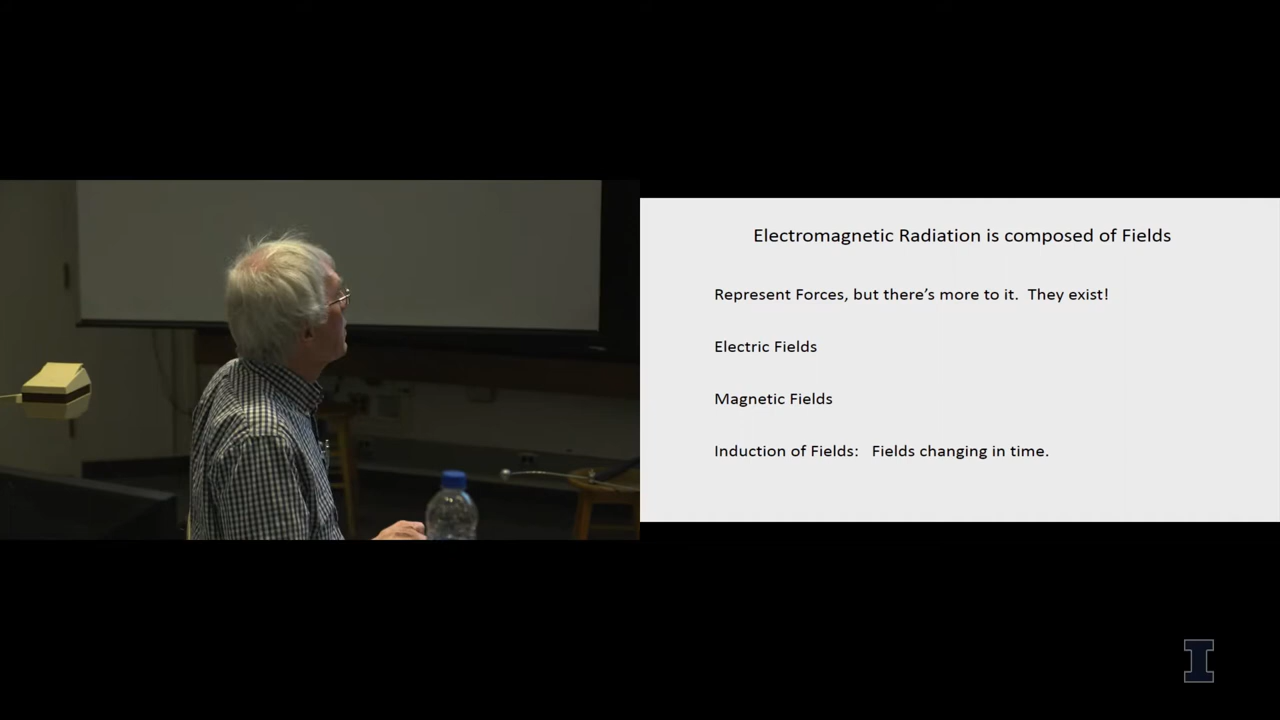 Electromagnetic Radiation is composed of Fields
Represent Forces, but there's more to it.  They exist!
Electric Fields
Magnetic Fields
Induction of Fields:   Fields changing in time.